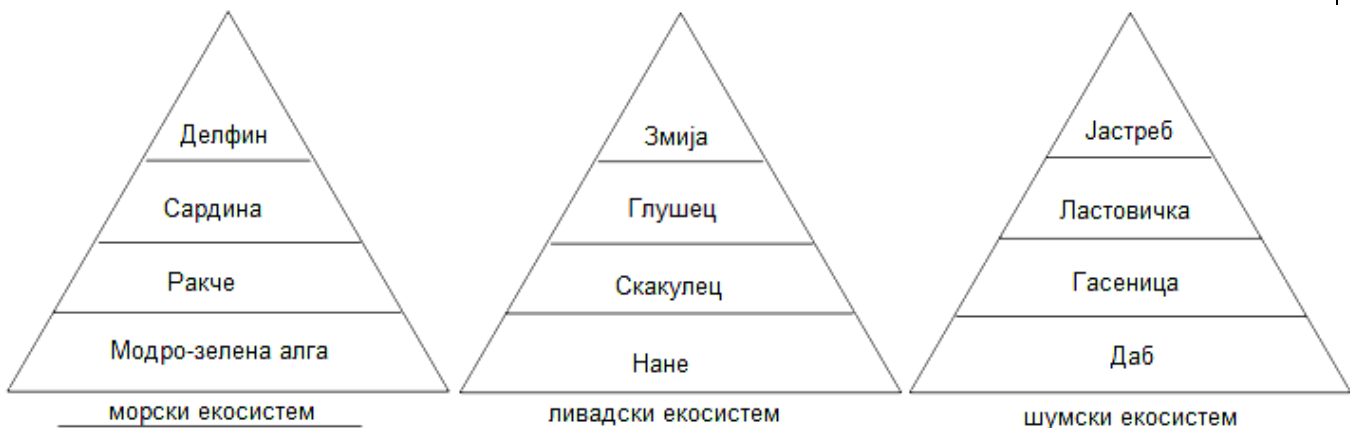 Делфин
Сардина
Ракче
Модро-зелена алга
морски екосистем
Змија
Глушец
Скакулец
Нане
ливадски екосистем
Јастреб
Ластовичка
Гасеница
Даб
шумски екосистем